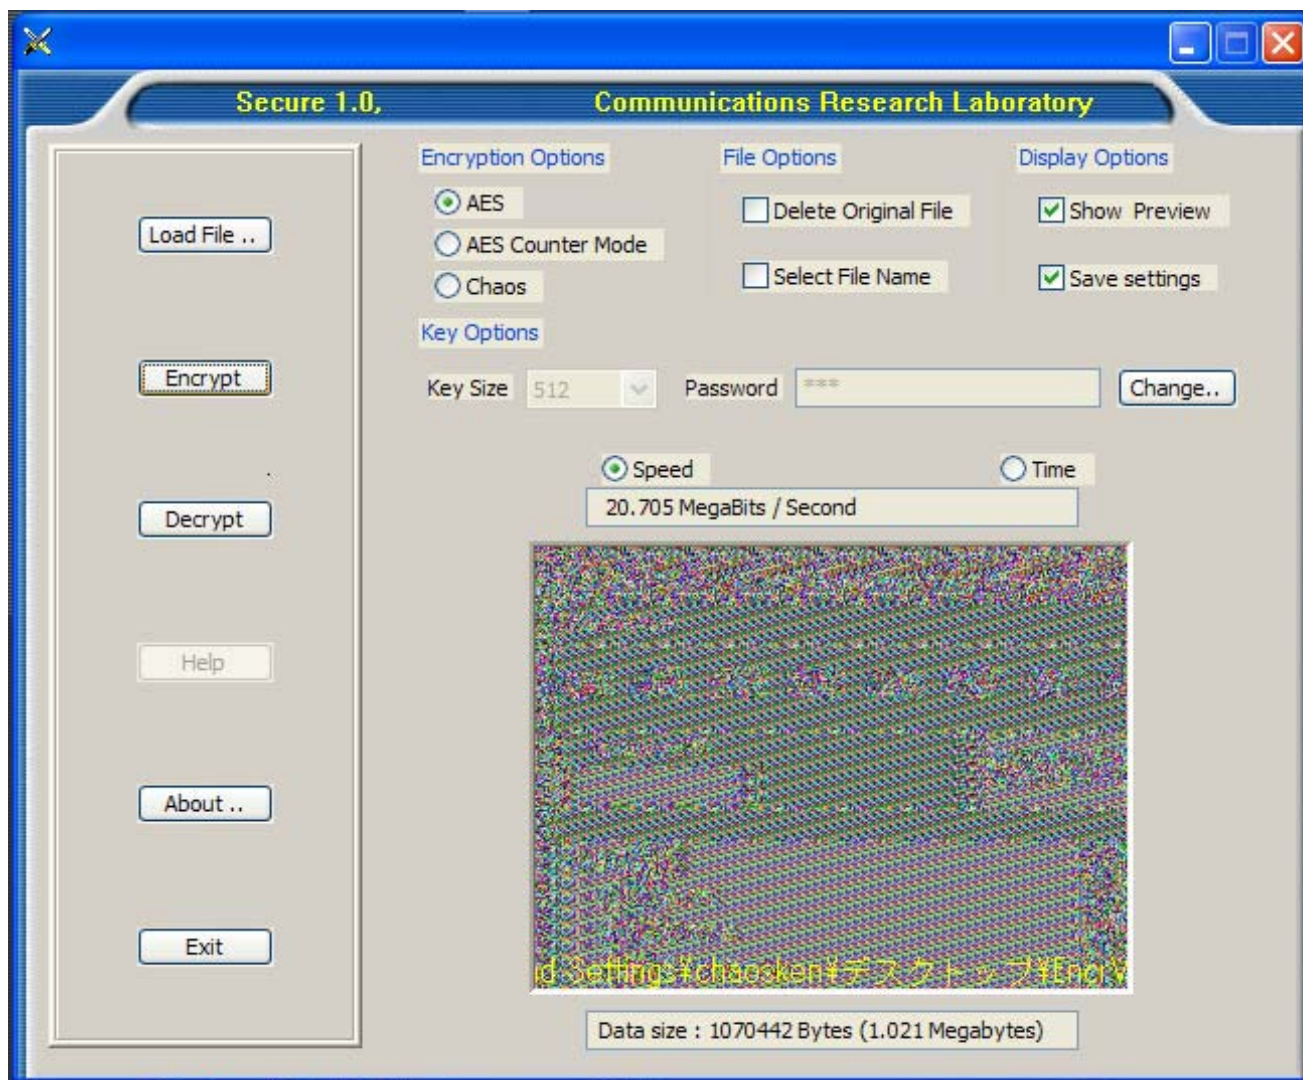 Secure 1.0, Communications Research Laboratory
Encryption Options
AES
AES Counter Mode
Chaos
File Options
Delete Original File
Select File Name
Display Options
Show Preview
Save settings
Key Options
Key Size 512 Password *** Change..
Speed Time
20.705 MegaBits / Second
Load File ..
Encrypt
Decrypt
Help
About ..
Exit
Settings¥chaosken¥デスクトップ¥Enc
Data size : 1070442 Bytes (1.021 Megabytes)